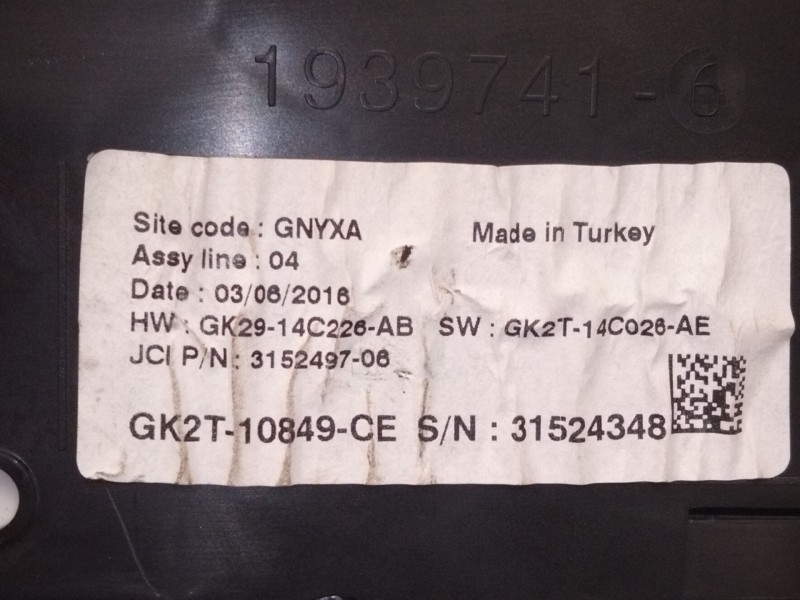 1939741-6
Site code : GNYXA Made in Turkey
Assy line : 04
Date : 03/06/2016
HW : GK29-14C226-AB SW : GK2T-14C026-AE
JCI P/N : 3152497-06
GK2T-10849-CE S/N : 31524348